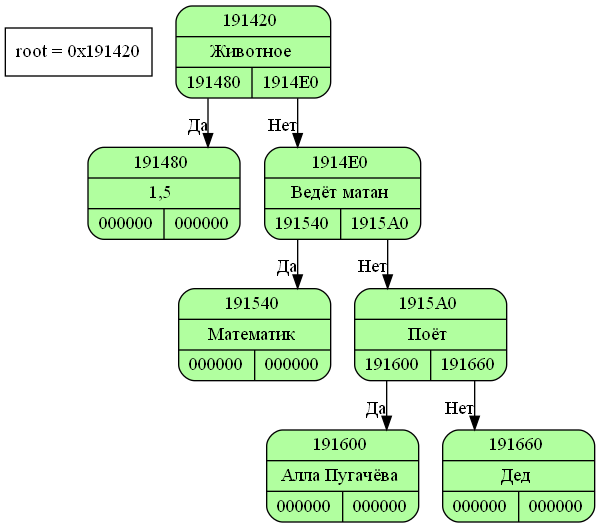 root = 0x191420
191420
Животное
191480 1914E0
Да Нет
191480
1,5
000000 000000
1914E0
Ведёт матан
191540 1915A0
Да Нет
191540
Математик
000000 000000
1915A0
Поёт
191600 191660
Да Нет
191600
Алла Пугачёва
000000 000000
191660
Дед
000000 000000